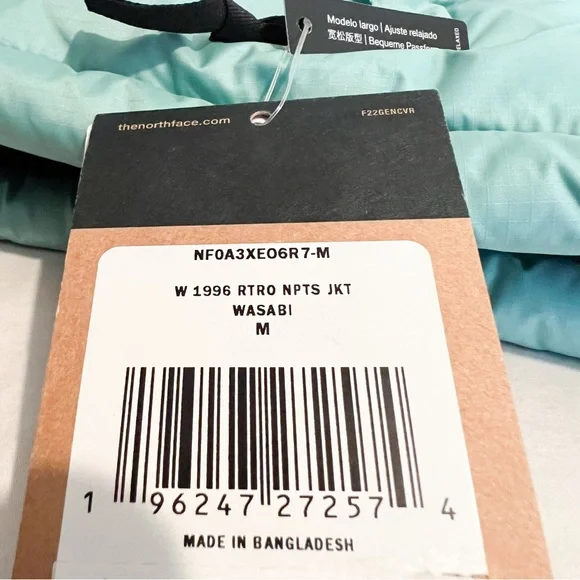 Modelo largo | Ajuste relajado
宽松版型 | Bequeme Passform
RELAXED
thenorthface.com
F22GENCVR
NF0A3XEO6R7-M
W 1996 RTRO NPTS JKT
WASABI
M
1 96247 27257 4
MADE IN BANGLADESH